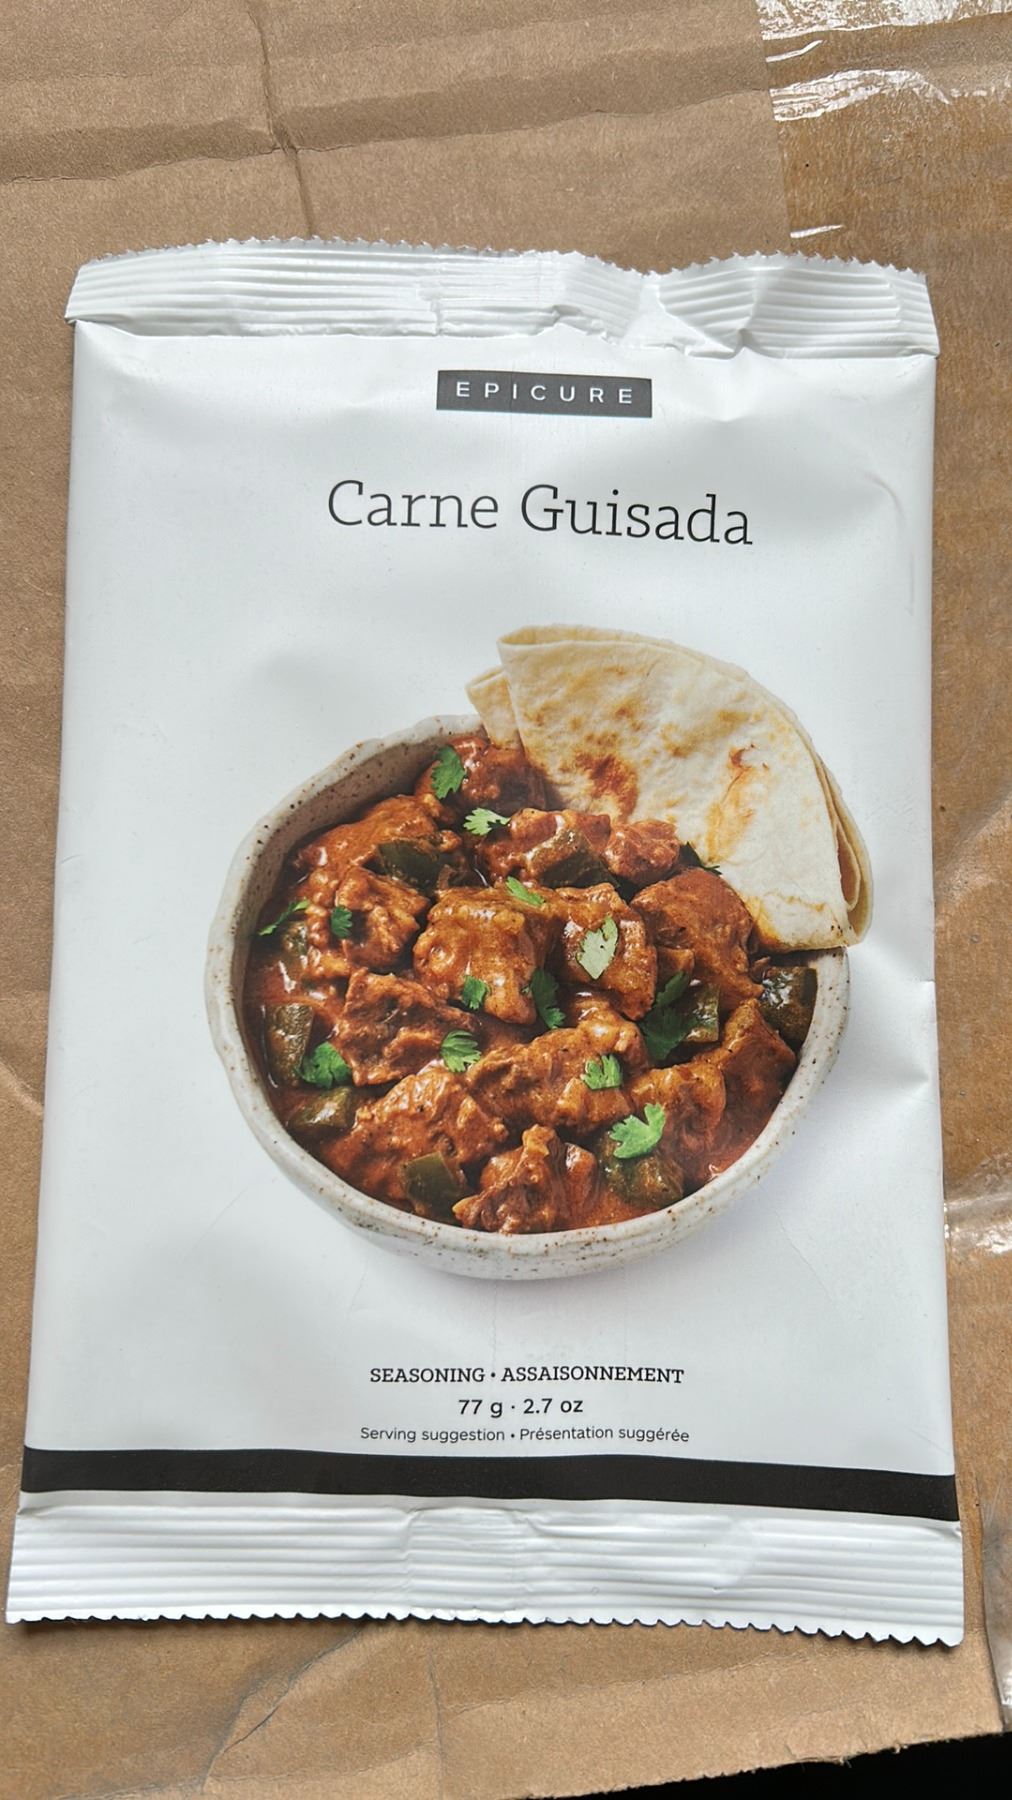 EPICURE
Carne Guisada
SEASONING • ASSAISONNEMENT
77 g · 2.7 oz
Serving suggestion • Présentation suggérée